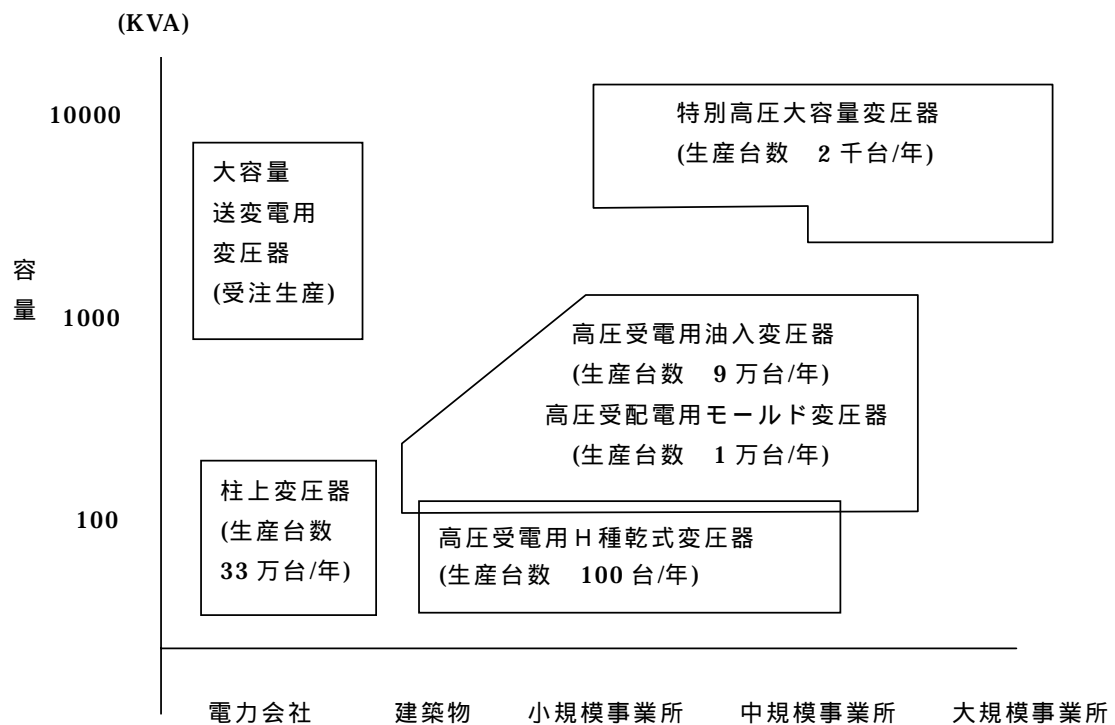 (KVA)
10000
特別高圧大容量変圧器
(生産台数 2千台/年)
大容量
送変電用
変圧器
(受注生産)
容
量
1000
高圧受電用油入変圧器
(生産台数 9万台/年)
高圧受配電用モールド変圧器
(生産台数 1万台/年)
柱上変圧器
(生産台数
33万台/年)
100
高圧受電用H種乾式変圧器
(生産台数 100台/年)
電力会社 建築物 小規模事業所 中規模事業所 大規模事業所